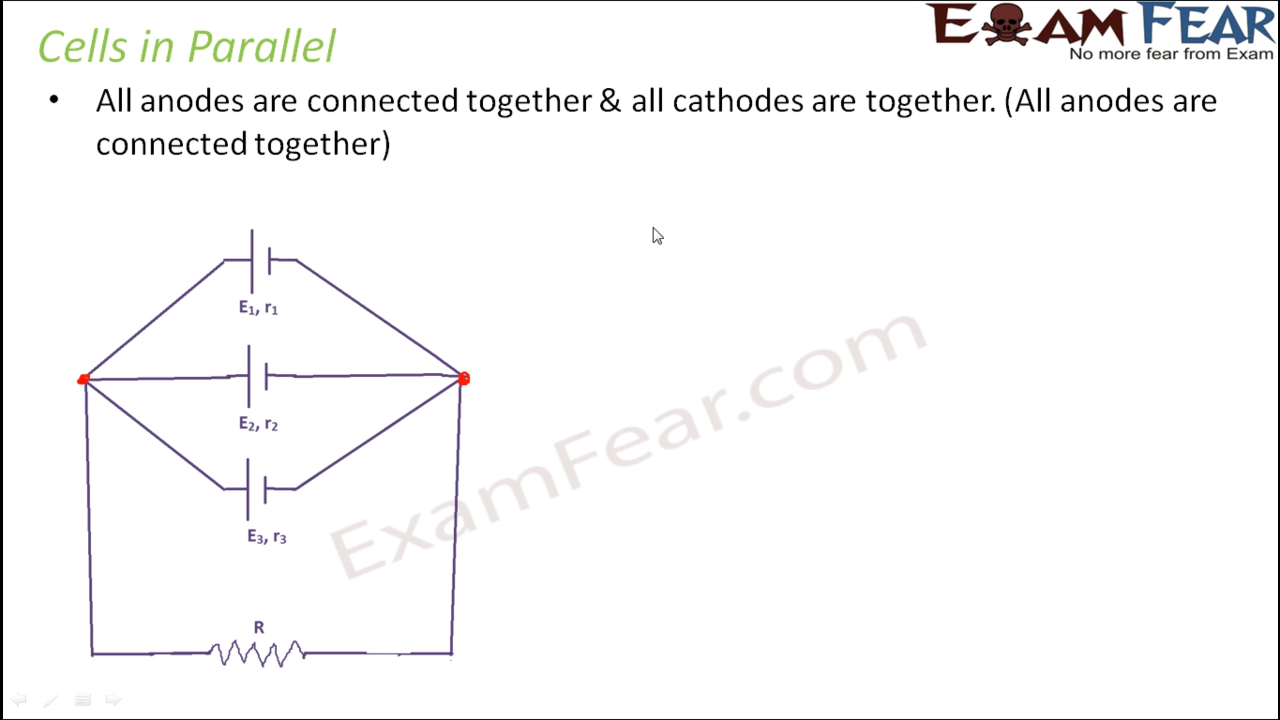 Cells in Parallel
EXAM FEAR
No more fear from Exam
• All anodes are connected together & all cathodes are together. (All anodes are
connected together)
E₁, r₁
E₂, r₂
E₃, r₃
R
ExamFear.com